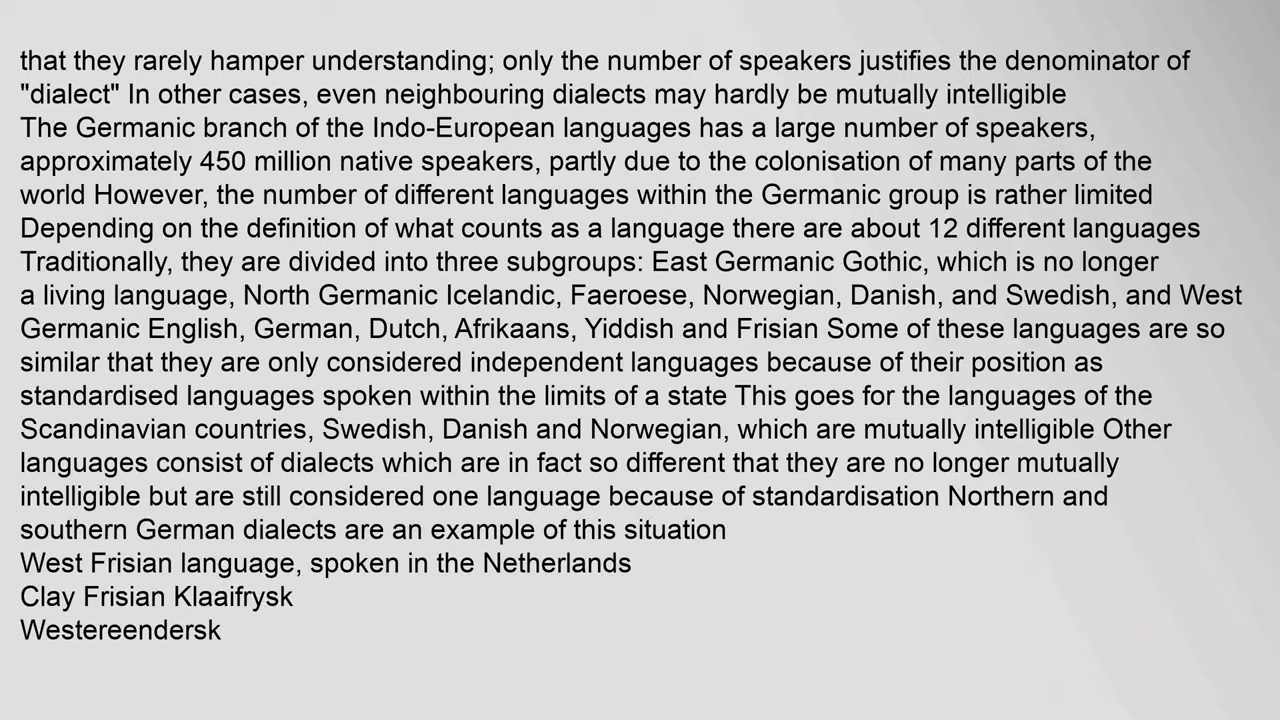 that they rarely hamper understanding; only the number of speakers justifies the denominator of
"dialect" In other cases, even neighbouring dialects may hardly be mutually intelligible
The Germanic branch of the Indo-European languages has a large number of speakers,
approximately 450 million native speakers, partly due to the colonisation of many parts of the
world However, the number of different languages within the Germanic group is rather limited
Depending on the definition of what counts as a language there are about 12 different languages
Traditionally, they are divided into three subgroups: East Germanic Gothic, which is no longer
a living language, North Germanic Icelandic, Faeroese, Norwegian, Danish, and Swedish, and West
Germanic English, German, Dutch, Afrikaans, Yiddish and Frisian Some of these languages are so
similar that they are only considered independent languages because of their position as
standardised languages spoken within the limits of a state This goes for the languages of the
Scandinavian countries, Swedish, Danish and Norwegian, which are mutually intelligible Other
languages consist of dialects which are in fact so different that they are no longer mutually
intelligible but are still considered one language because of standardisation Northern and
southern German dialects are an example of this situation
West Frisian language, spoken in the Netherlands
Clay Frisian Klaaifrysk
Westereendersk